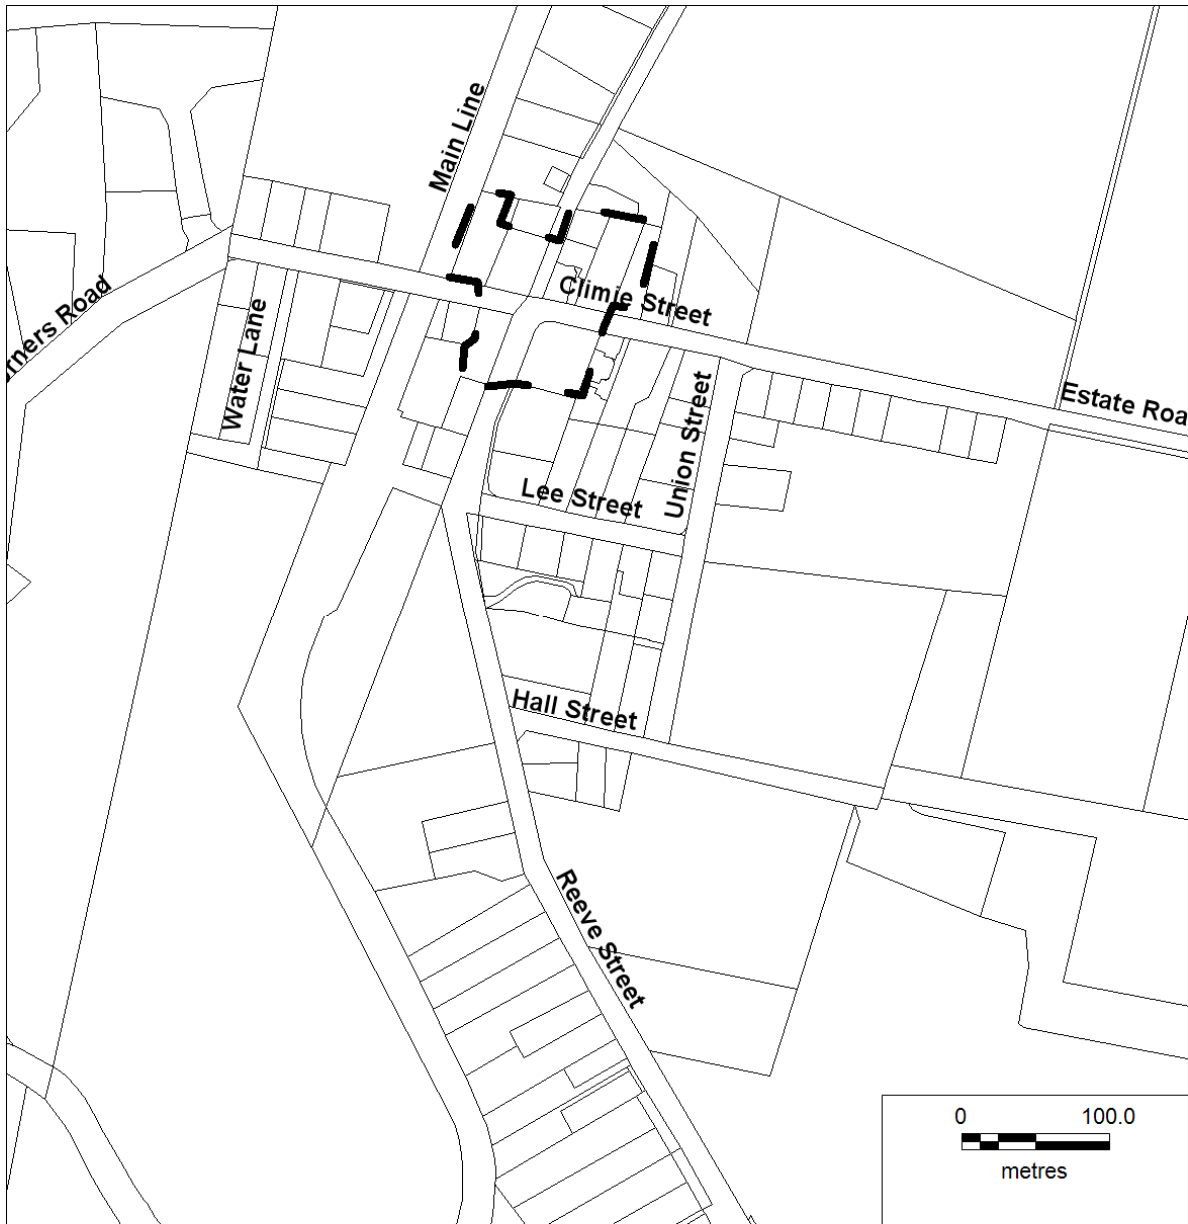 Main Line
Climie Street
rners Road
Water Lane
Estate Roa
Union Street
Lee Street
Hall Street
Reeve Street
0 100.0
metres